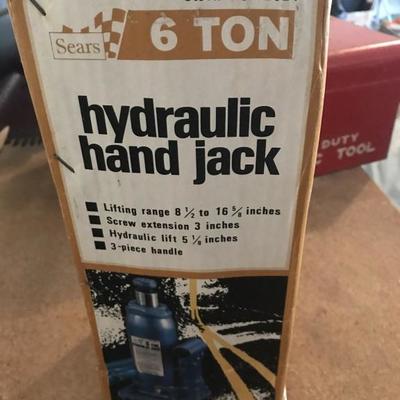 Sears
6 TON
hydraulic
hand jack
Lifting range 8 1/2 to 16 5/8 inches
Screw extension 3 inches
Hydraulic lift 5 1/8 inches
3-piece handle
DUTY
TOOL